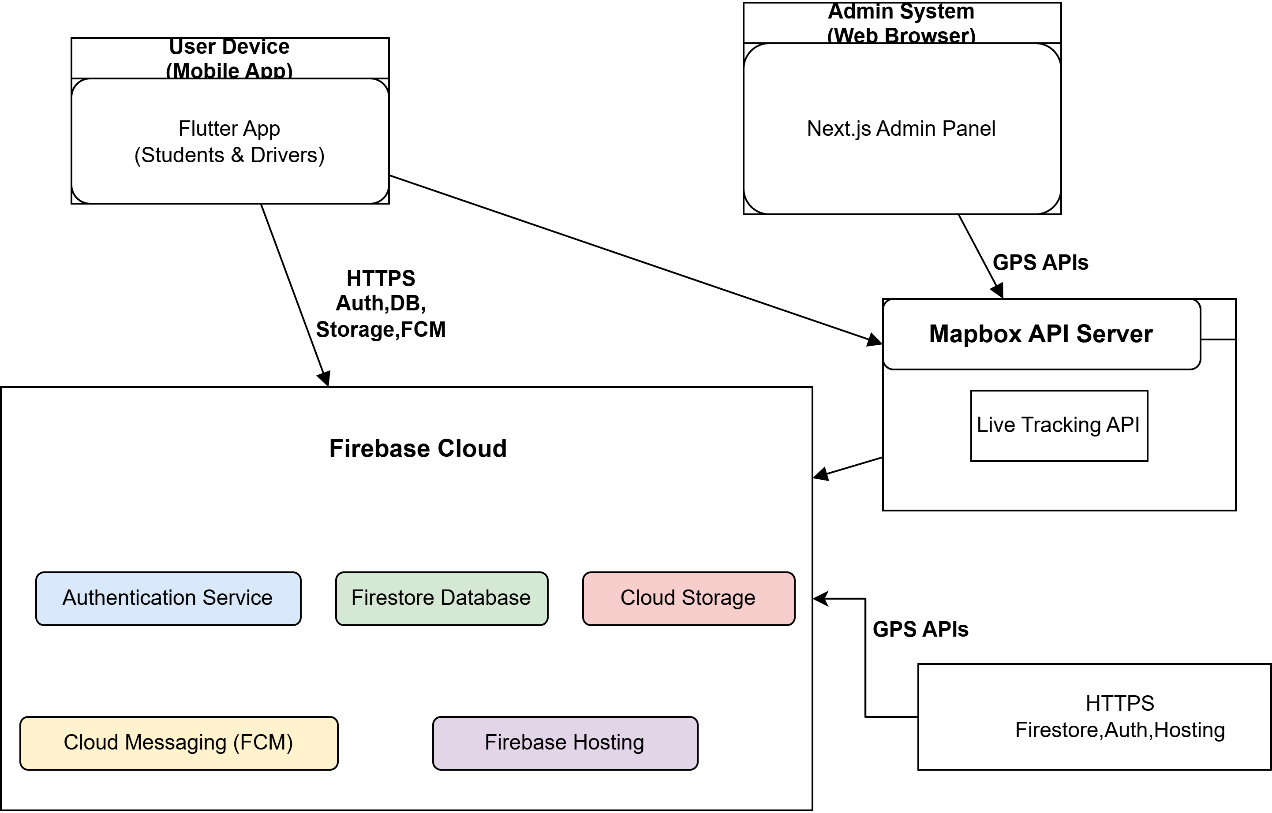 Admin System
(Web Browser)
User Device
(Mobile App)
Flutter App
(Students & Drivers)
Next.js Admin Panel
GPS APIs
HTTPS
Auth,DB,
Storage,FCM
Mapbox API Server
Live Tracking API
Firebase Cloud
Authentication Service
Firestore Database
Cloud Storage
GPS APIs
HTTPS
Firestore,Auth,Hosting
Cloud Messaging (FCM)
Firebase Hosting